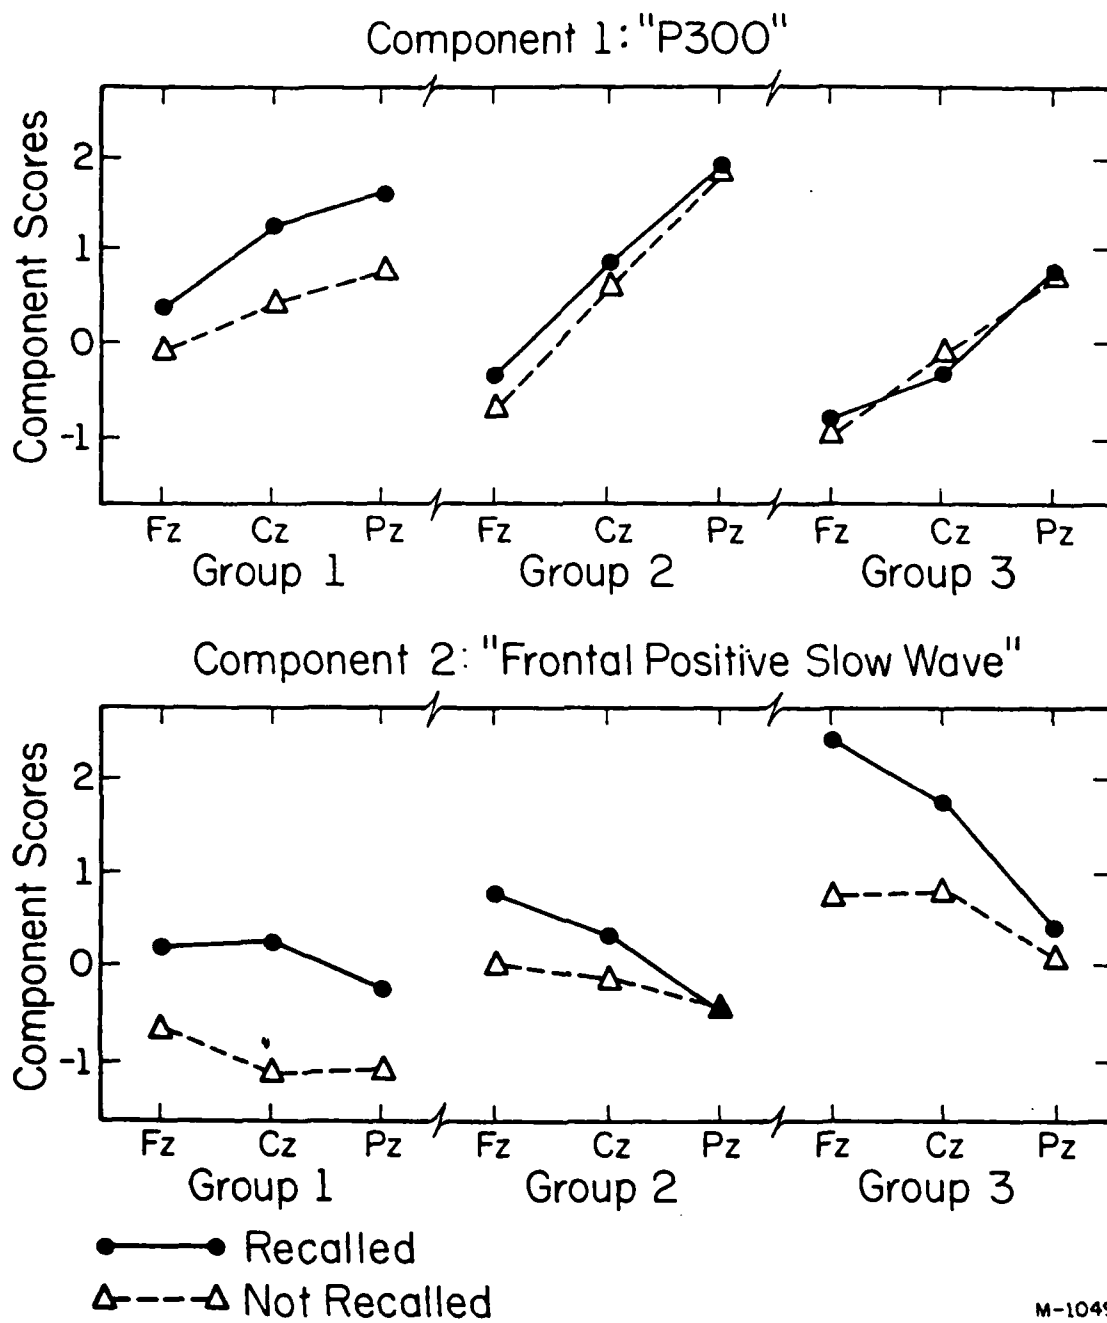 Component 1: "P300"
Component Scores
2
1
0
-1
Fz Cz Pz Fz Cz Pz Fz Cz Pz
Group 1 Group 2 Group 3
Component 2: "Frontal Positive Slow Wave"
Component Scores
2
1
0
-1
Fz Cz Pz Fz Cz Pz Fz Cz Pz
Group 1 Group 2 Group 3
Recalled
Not Recalled